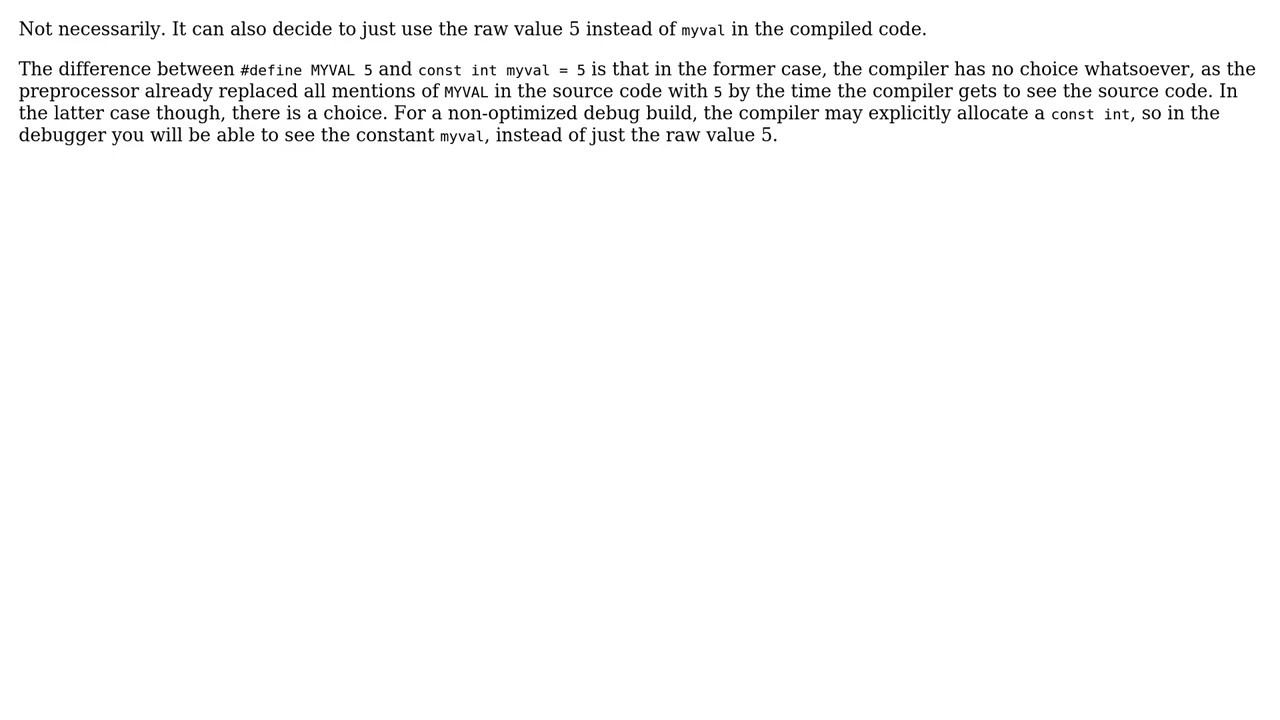 Not necessarily. It can also decide to just use the raw value 5 instead of myval in the compiled code.
The difference between #define MYVAL 5 and const int myval = 5 is that in the former case, the compiler has no choice whatsoever, as the
preprocessor already replaced all mentions of MYVAL in the source code with 5 by the time the compiler gets to see the source code. In
the latter case though, there is a choice. For a non-optimized debug build, the compiler may explicitly allocate a const int, so in the
debugger you will be able to see the constant myval, instead of just the raw value 5.